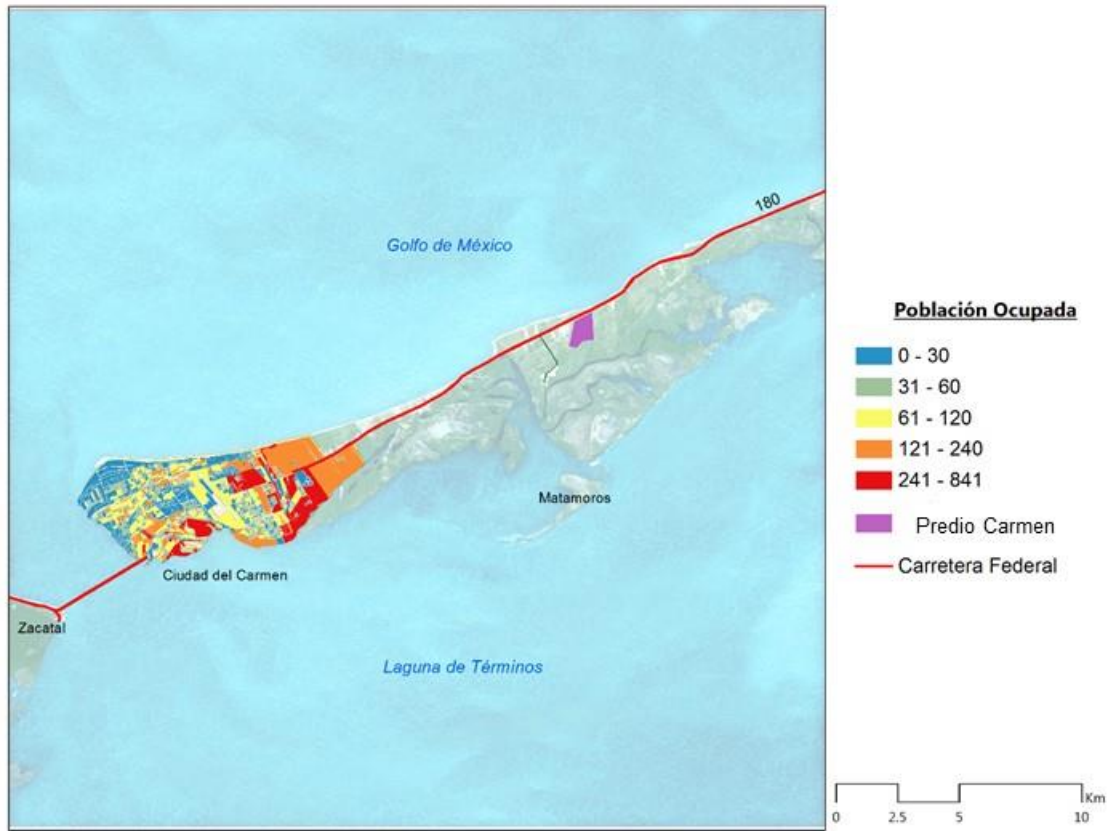 180
Golfo de México
Matamoros
Ciudad del Carmen
Zacatal
Laguna de Términos
Población Ocupada
0 - 30
31 - 60
61 - 120
121 - 240
241 - 841
Predio Carmen
Carretera Federal
Km
0 2.5 5 10